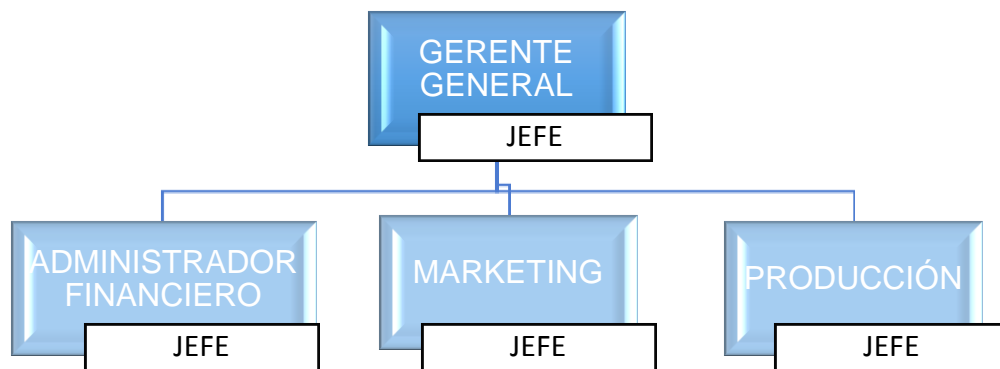 GERENTE
GENERAL
JEFE
ADMINISTRADOR
FINANCIERO
JEFE
MARKETING
JEFE
PRODUCCIÓN
JEFE